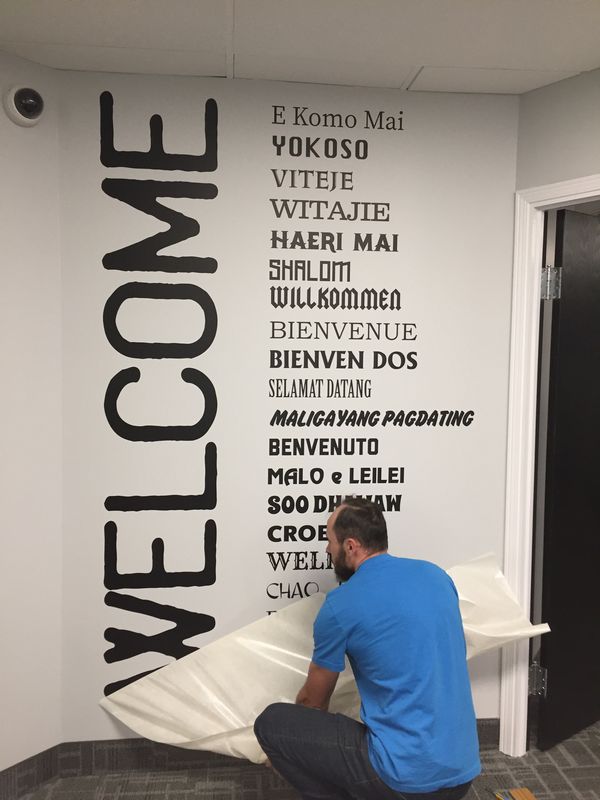 WELCOME
E Komo Mai
YOKOSO
VITEJE
WITAJIE
HAERI MAI
SHALOM
WILLKOMMEN
BIENVENUE
BIENVEN DOS
SELAMAT DATANG
MALIGAYANG PAGDATING
BENVENUTO
MALO e LEILEI
SOO
CHAO